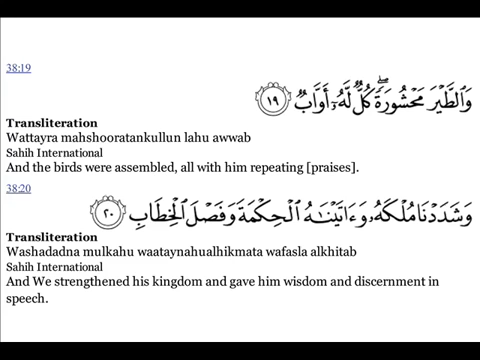 38:19
وَالطَّيْرَ مَحْشُورَةً ۖ كُلٌّ لَّهُۥٓ أَوَّابٌ ١٩
Transliteration
Wattayra mahshooratankullun lahu awwab
Sahih International
And the birds were assembled, all with him repeating [praises].
38:20
وَشَدَدْنَا مُلْكَهُۥ وَءَاتَيْنَٰهُ الْحِكْمَةَ وَفَصْلَ الْخِطَابِ ٢٠
Transliteration
Washadadna mulkahu waataynahualhikmata wafasla alkhitab
Sahih International
And We strengthened his kingdom and gave him wisdom and discernment in
speech.